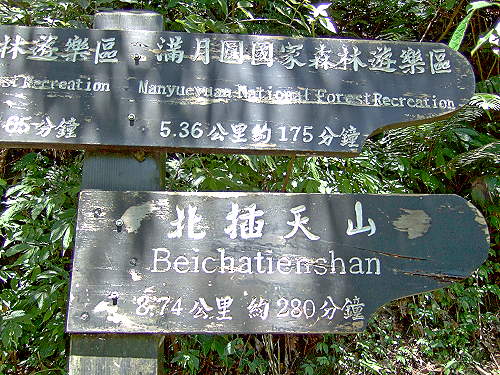 林遊樂區 滿月圓國家森林遊樂區
st Recreation Manyueyuan National Forest Recreation
65分鐘 5.36公里約175分鐘
北插天山
Beichatienshan
8.74公里 約280分鐘